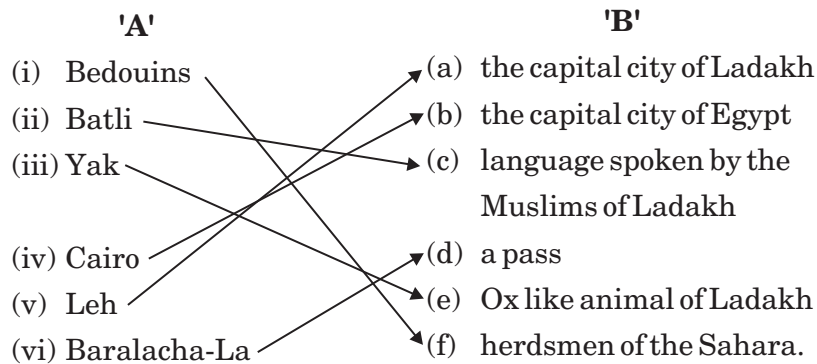 'A' 'B'
(i) Bedouins (a) the capital city of Ladakh
(ii) Batli (b) the capital city of Egypt
(iii) Yak (c) language spoken by the
Muslims of Ladakh
(iv) Cairo (d) a pass
(v) Leh (e) Ox like animal of Ladakh
(vi) Baralacha-La (f) herdsmen of the Sahara.